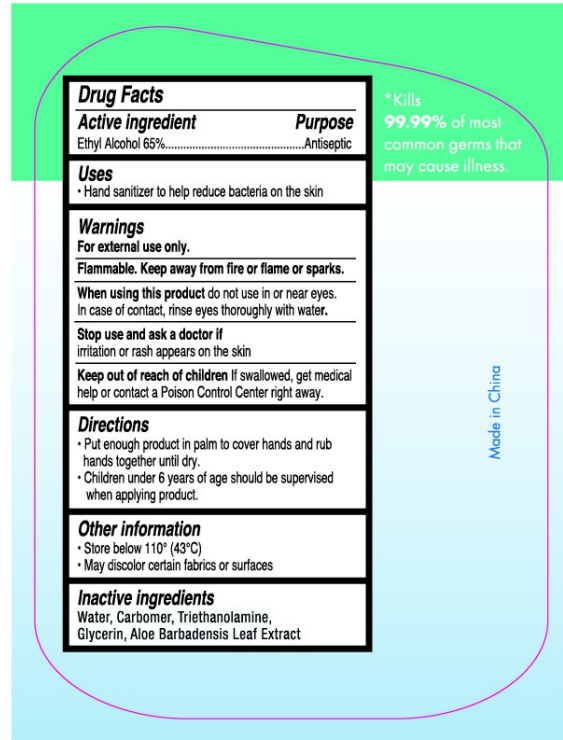 Drug Facts
Active ingredient Purpose
Ethyl Alcohol 65%................................................Antiseptic
Uses
• Hand sanitizer to help reduce bacteria on the skin
Warnings
For external use only.
Flammable. Keep away from fire or flame or sparks.
When using this product do not use in or near eyes.
In case of contact, rinse eyes thoroughly with water.
Stop use and ask a doctor if
irritation or rash appears on the skin
Keep out of reach of children If swallowed, get medical
help or contact a Poison Control Center right away.
Directions
• Put enough product in palm to cover hands and rub
hands together until dry.
• Children under 6 years of age should be supervised
when applying product.
Other information
• Store below 110° (43°C)
• May discolor certain fabrics or surfaces
Inactive ingredients
Water, Carbomer, Triethanolamine,
Glycerin, Aloe Barbadensis Leaf Extract
*Kills
99.99% of most
common germs that
may cause illness.
Made in China